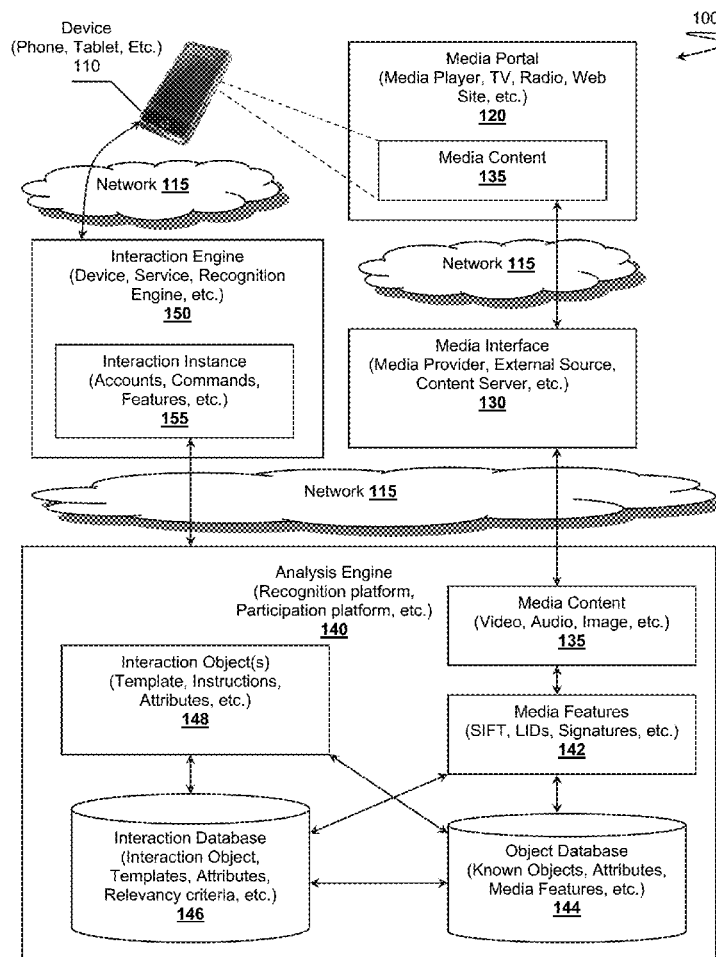 Device
(Phone, Tablet, Etc.)
110
100
Media Portal
(Media Player, TV, Radio, Web
Site, etc.)
120
Media Content
135
Network 115
Interaction Engine
(Device, Service, Recognition
Engine, etc.)
150
Interaction Instance
(Accounts, Commands,
Features, etc.)
155
Network 115
Media Interface
(Media Provider, External Source,
Content Server, etc.)
130
Network 115
Analysis Engine
(Recognition platform,
Participation platform, etc.)
140
Media Content
(Video, Audio, Image, etc.)
135
Interaction Object(s)
(Template, Instructions,
Attributes, etc.)
148
Media Features
(SIFT, LIDs, Signatures, etc.)
142
Interaction Database
(Interaction Object,
Templates, Attributes,
Relevancy criteria, etc.)
146
Object Database
(Known Objects, Attributes,
Media Features, etc.)
144